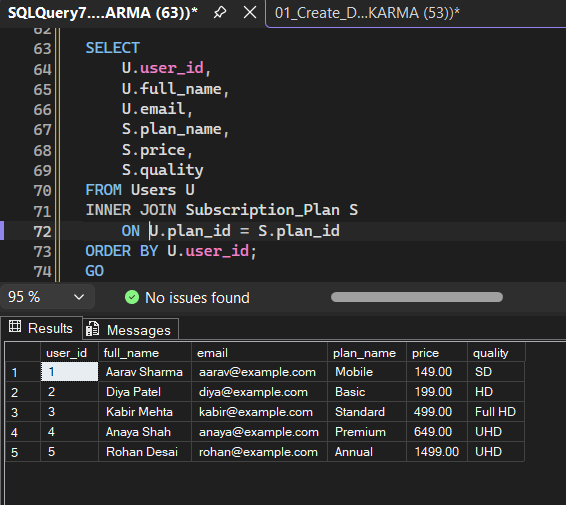 SQLQuery7....ARMA (63))* 01_Create_D...KARMA (53))*
62
63 SELECT
64 U.user_id,
65 U.full_name,
66 U.email,
67 S.plan_name,
68 S.price,
69 S.quality
70 FROM Users U
71 INNER JOIN Subscription_Plan S
72 ON U.plan_id = S.plan_id
73 ORDER BY U.user_id;
74 GO
95 % No issues found
Results Messages
user_id full_name email plan_name price quality
1 1 Aarav Sharma aarav@example.com Mobile 149.00 SD
2 2 Diya Patel diya@example.com Basic 199.00 HD
3 3 Kabir Mehta kabir@example.com Standard 499.00 Full HD
4 4 Anaya Shah anaya@example.com Premium 649.00 UHD
5 5 Rohan Desai rohan@example.com Annual 1499.00 UHD